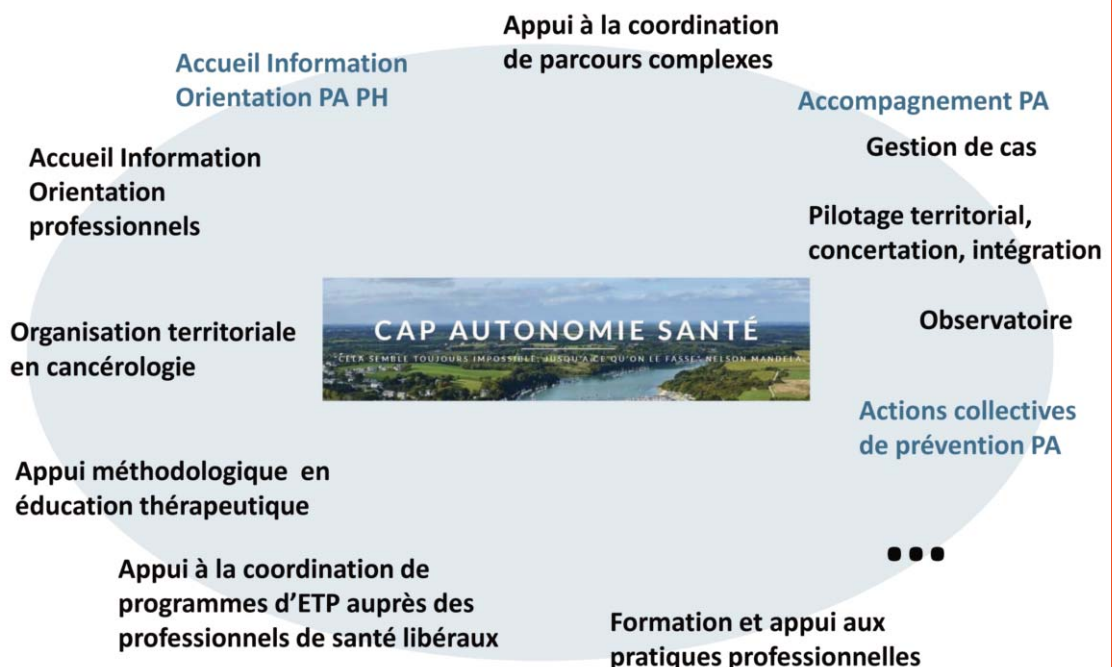 Appui à la coordination
de parcours complexes
Accueil Information
Orientation PA PH
Accompagnement PA
Gestion de cas
Accueil Information
Orientation
professionnels
Pilotage territorial,
concertation, intégration
CAP AUTONOMIE SANTÉ
"CELA SEMBLE TOUJOURS IMPOSSIBLE, JUSQU'A CE QU'ON LE FASSE" NELSON MANDELA
Observatoire
Organisation territoriale
en cancérologie
Actions collectives
de prévention PA
Appui méthodologique en
éducation thérapeutique
...
Appui à la coordination de
programmes d'ETP auprès des
professionnels de santé libéraux
Formation et appui aux
pratiques professionnelles